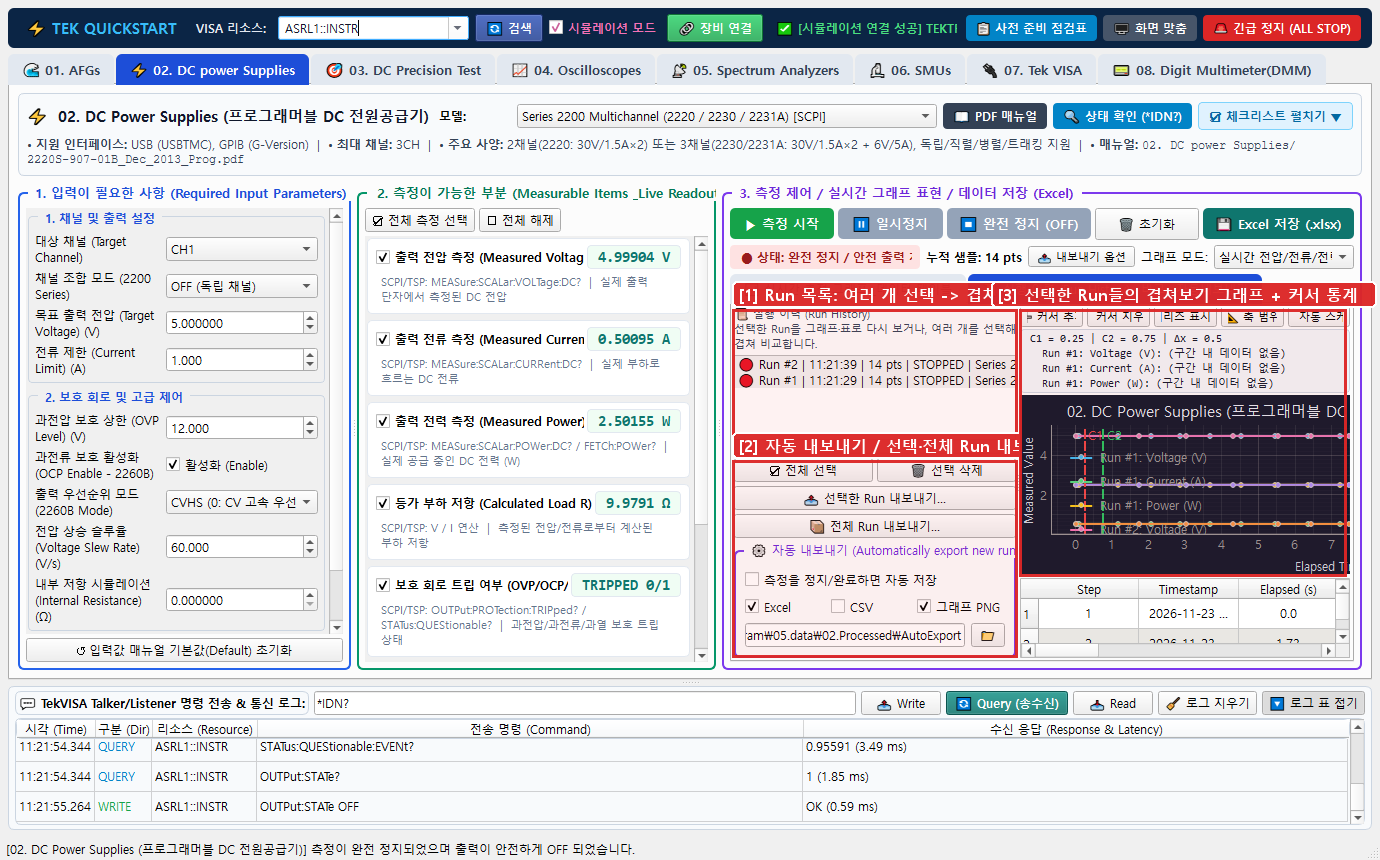 TEK QUICKSTART VISA 리소스: ASRL1::INSTR 검색 시뮬레이션 모드 장비 연결 [시뮬레이션 연결 성공] TEKTI 사전 준비 점검표 화면 맞춤 긴급 정지 (ALL STOP)
01. AFGs 02. DC power Supplies 03. DC Precision Test 04. Oscilloscopes 05. Spectrum Analyzers 06. SMUs 07. Tek VISA 08. Digit Multimeter(DMM)
02. DC Power Supplies (프로그래머블 DC 전원공급기) 모델: Series 2200 Multichannel (2220 / 2230 / 2231A) [SCPI] PDF 매뉴얼 상태 확인 (*IDN?) 체크리스트 펼치기 ▼
• 지원 인터페이스: USB (USBTMC), GPIB (G-Version) | • 최대 채널: 3CH | • 주요 사양: 2채널(2220: 30V/1.5A×2) 또는 3채널(2230/2231A: 30V/1.5A×2 + 6V/5A), 독립/직렬/병렬/트래킹 지원 | • 매뉴얼: 02. DC power Supplies/
2220S-907-01B_Dec_2013_Prog.pdf
1. 입력이 필요한 사항 (Required Input Parameters)
1. 채널 및 출력 설정
대상 채널 (Target
Channel)
CH1
채널 조합 모드 (2200
Series)
OFF (독립 채널)
목표 출력 전압 (Target
Voltage) (V)
5.000000
전류 제한 (Current
Limit) (A)
1.000
2. 보호 회로 및 고급 제어
과전압 보호 상한 (OVP
Level) (V)
12.000
과전류 보호 활성화
(OCP Enable - 2260B)
활성화 (Enable)
출력 우선순위 모드
(2260B Mode)
CVHS (0: CV 고속 우선
전압 상승 슬루율
(Voltage Slew Rate)
(V/s)
60.000
내부 저항 시뮬레이션
(Internal Resistance)
(Ω)
0.000000
↺ 입력값 매뉴얼 기본값(Default) 초기화
2. 측정이 가능한 부분 (Measurable Items _Live Readout
전체 측정 선택 전체 해제
출력 전압 측정 (Measured Voltag 4.99904 V
SCPI/TSP: MEASure:SCALar:VOLTage:DC? | 실제 출력
단자에서 측정된 DC 전압
출력 전류 측정 (Measured Curren 0.50095 A
SCPI/TSP: MEASure:SCALar:CURRent:DC? | 실제 부하로
흐르는 DC 전류
출력 전력 측정 (Measured Power) 2.50155 W
SCPI/TSP: MEASure:SCALar:POWer:DC? / FETCh:POWer? |
실제 공급 중인 DC 전력 (W)
등가 부하 저항 (Calculated Load R) 9.9791 Ω
SCPI/TSP: V / I 연산 | 측정된 전압/전류로부터 계산된
부하 저항
보호 회로 트립 여부 (OVP/OCP/ TRIPPED 0/1
SCPI/TSP: OUTPut:PROTection:TRIPped? /
STATus:QUEStionable? | 과전압/과전류/과열 보호 트립
상태
3. 측정 제어 / 실시간 그래프 표현 / 데이터 저장 (Excel)
측정 시작 일시정지 완전 정지 (OFF) 초기화 Excel 저장 (.xlsx)
상태: 완전 정지 / 안전 출력 누적 샘플: 14 pts 내보내기 옵션 그래프 모드: 실시간 전압/전류/전
[1] Run 목록: 여러 개 선택 -> 겹쳐
실행 이력 (Run History)
선택한 Run을 그래프·표로 다시 보거나, 여러 개를 선택해
겹쳐 비교합니다.
Run #2 | 11:21:39 | 14 pts | STOPPED | Series 2
Run #1 | 11:21:29 | 14 pts | STOPPED | Series 2
[2] 자동 내보내기 / 선택·전체 Run 내보
전체 선택 선택 삭제
선택한 Run 내보내기...
전체 Run 내보내기...
자동 내보내기 (Automatically export new run
측정을 정지/완료하면 자동 저장
Excel CSV 그래프 PNG
ram₩05.data₩02.Processed₩AutoExport
[3] 선택한 Run들의 겹쳐보기 그래프 + 커서 통계
커서 추 커서 지우 리즈 표시 축 범위 자동 스케
C1 = 0.25 | C2 = 0.75 | Δx = 0.5
Run #1: Voltage (V): (구간 내 데이터 없음)
Run #1: Current (A): (구간 내 데이터 없음)
Run #1: Power (W): (구간 내 데이터 없음)
02. DC Power Supplies (프로그래머블 DC
C1 C2
Measured Value
4
2
Run #1: Voltage (V)
Run #1: Current (A)
Run #1: Power (W)
Run #2: Voltage (V)
0 1 2 3 4 5 6 7
Elapsed Ti
Step Timestamp Elapsed (s)
1 1 2026-11-23 ... 0.0
TekVISA Talker/Listener 명령 전송 & 통신 로그: *IDN? Write Query (송수신) Read 로그 지우기 로그 표 접기
시각 (Time) 구분 (Dir) 리소스 (Resource) 전송 명령 (Command) 수신 응답 (Response & Latency)
11:21:54.344 QUERY ASRL1::INSTR STATus:QUEStionable:EVENt? 0.95591 (3.49 ms)
11:21:54.344 QUERY ASRL1::INSTR OUTPut:STATe? 1 (1.85 ms)
11:21:55.264 WRITE ASRL1::INSTR OUTPut:STATe OFF OK (0.59 ms)
[02. DC Power Supplies (프로그래머블 DC 전원공급기)] 측정이 완전 정지되었으며 출력이 안전하게 OFF 되었습니다.